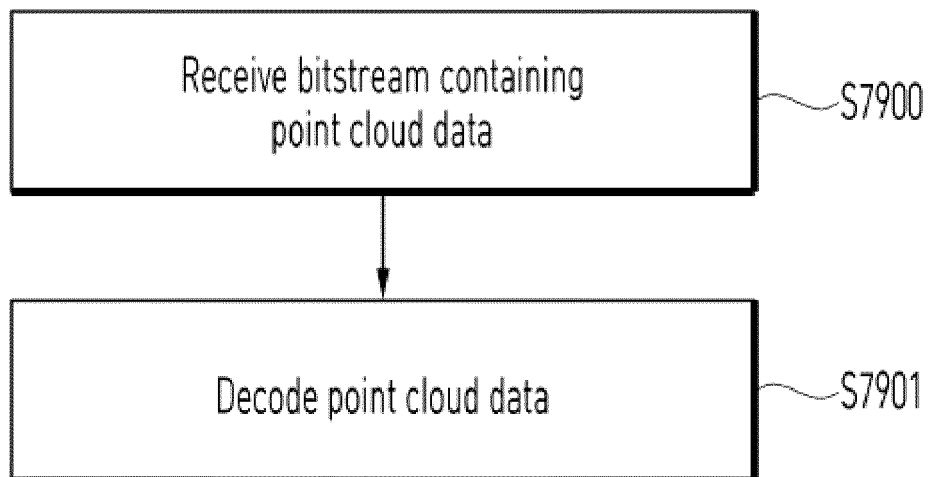 Receive bitstream containing
point cloud data
S7900
Decode point cloud data
S7901